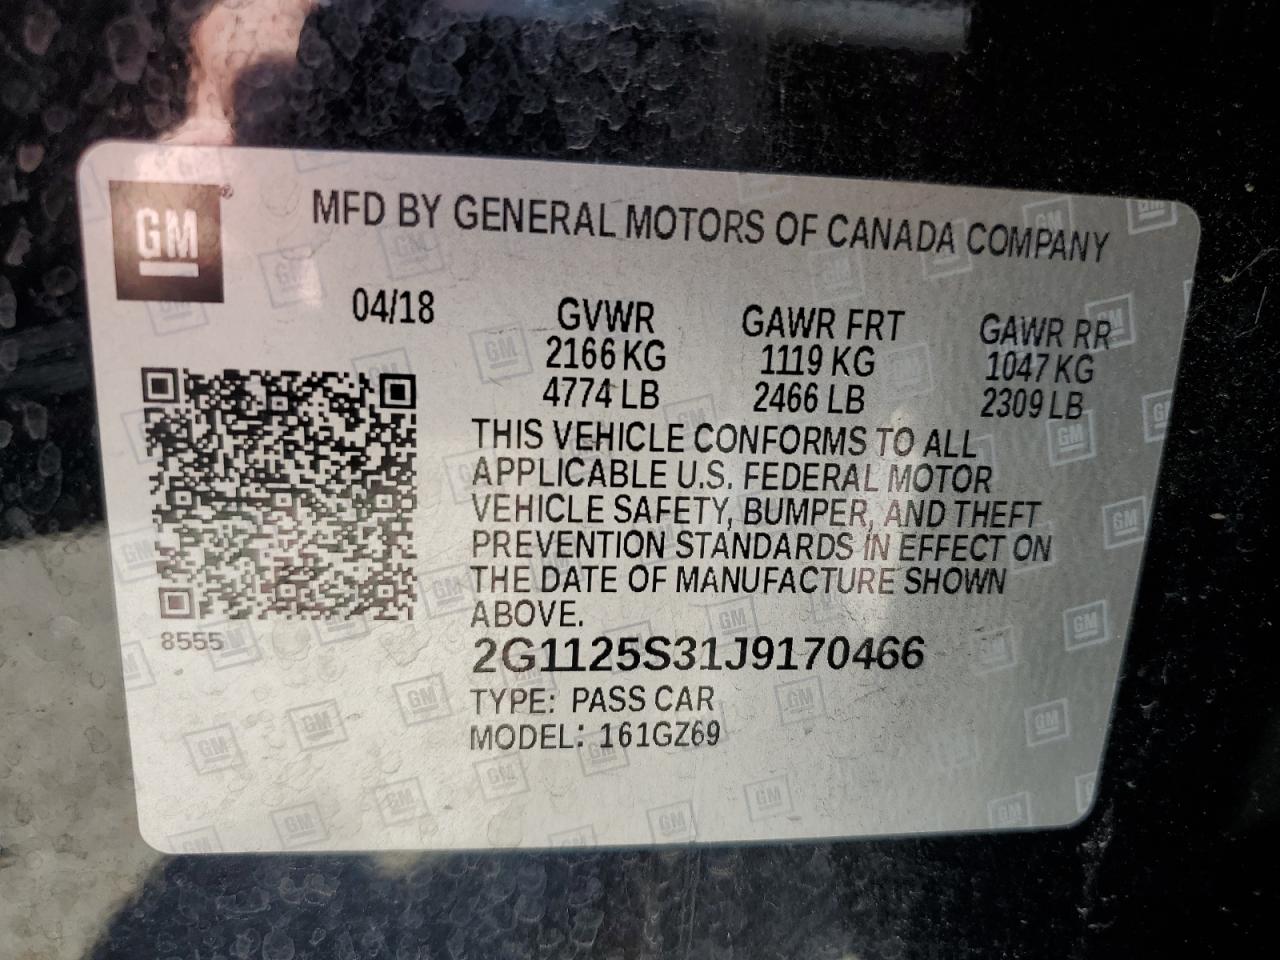 GM®
MFD BY GENERAL MOTORS OF CANADA COMPANY
04/18
GVWR
2166 KG
4774 LB
GAWR FRT
1119 KG
2466 LB
GAWR RR
1047 KG
2309 LB
THIS VEHICLE CONFORMS TO ALL
APPLICABLE U.S. FEDERAL MOTOR
VEHICLE SAFETY, BUMPER, AND THEFT
PREVENTION STANDARDS IN EFFECT ON
THE DATE OF MANUFACTURE SHOWN
ABOVE.
8555
2G1125S31J9170466
TYPE: PASS CAR
MODEL: 161GZ69